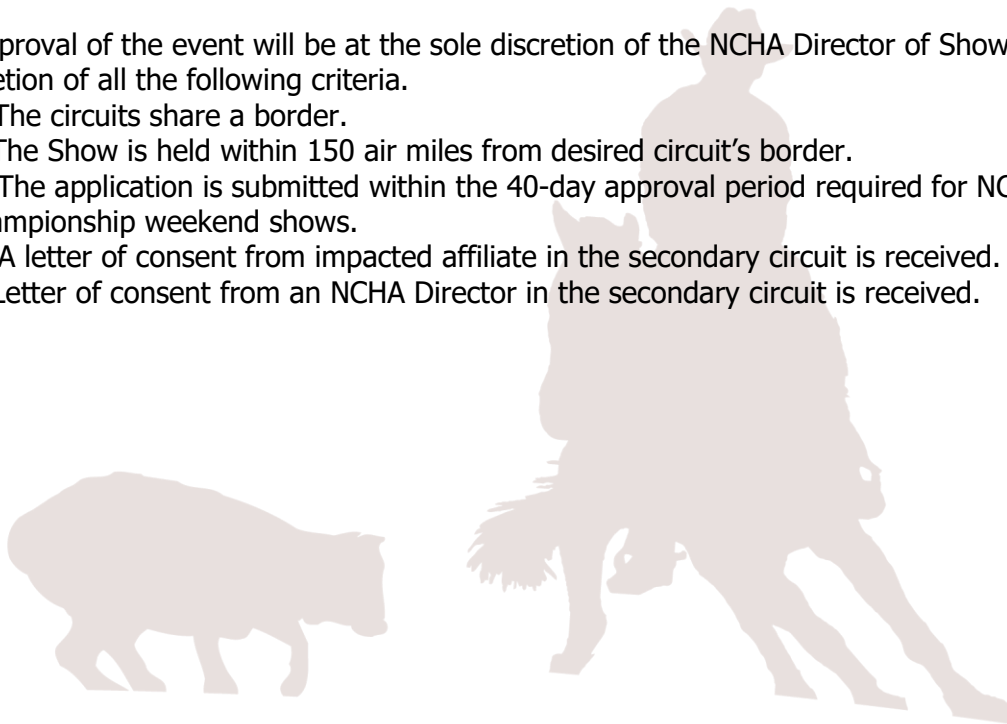 proval of the event will be at the sole discretion of the NCHA Director of Show
etion of all the following criteria.
The circuits share a border.
The Show is held within 150 air miles from desired circuit’s border.
The application is submitted within the 40-day approval period required for NC
ampionship weekend shows.
A letter of consent from impacted affiliate in the secondary circuit is received.
Letter of consent from an NCHA Director in the secondary circuit is received.